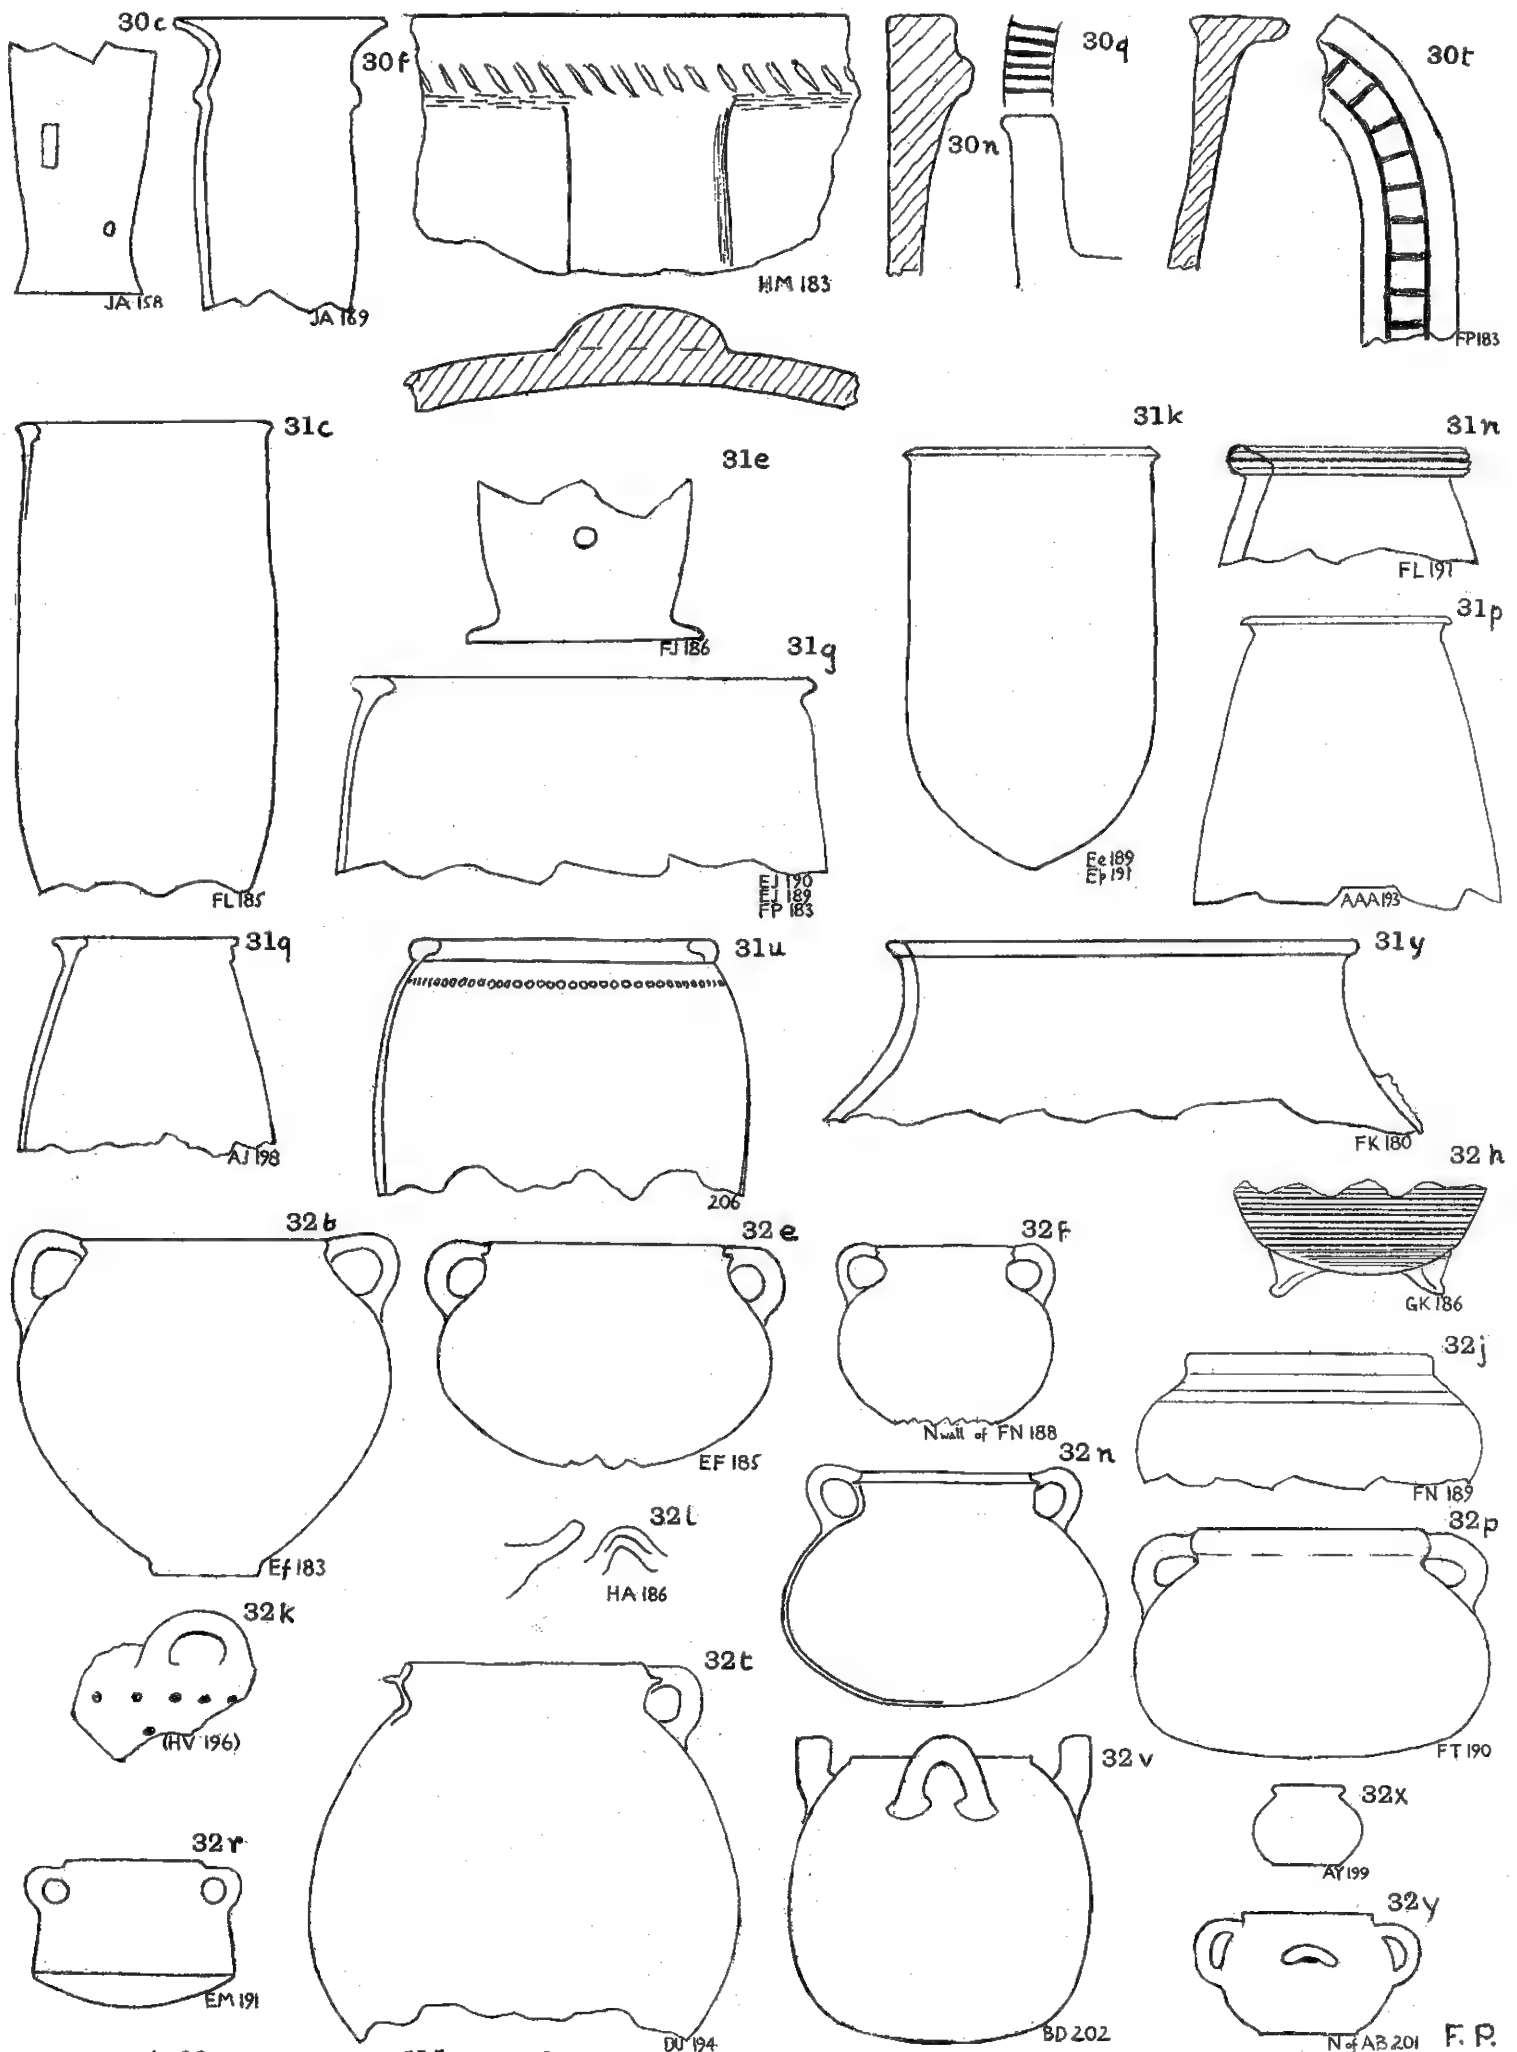 30c
30f
30n
30q
30t
JA 158
JA 169
HM 183
FP183
31c
31e
31k
31n
FJ 186
FL 191
31g
31p
FL 185
EJ 190
EJ 189
FP 183
Ee 189
Ep 191
AAA 193
31q
31u
31y
AJ 198
206
FK 180
32h
32b
32e
32f
GK 186
32j
EF 185
N wall of FN 188
FN 189
32n
32l
32p
Ef 183
HA 186
32k
32t
(HV 196)
FT 190
32v
32x
32r
AY 199
32y
EM 191
DU 194
BD 202
N of AB 201
F. P.